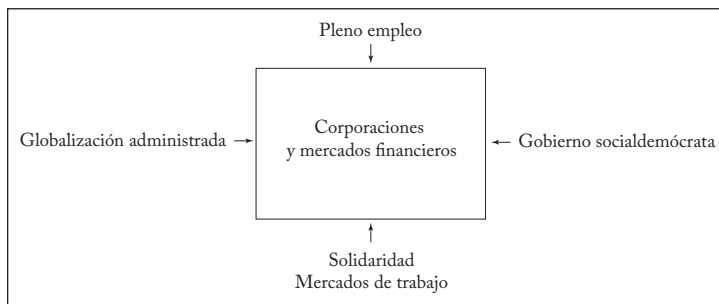 Pleno empleo
Globalización administrada
Corporaciones
y mercados financieros
Gobierno socialdemócrata
Solidaridad
Mercados de trabajo